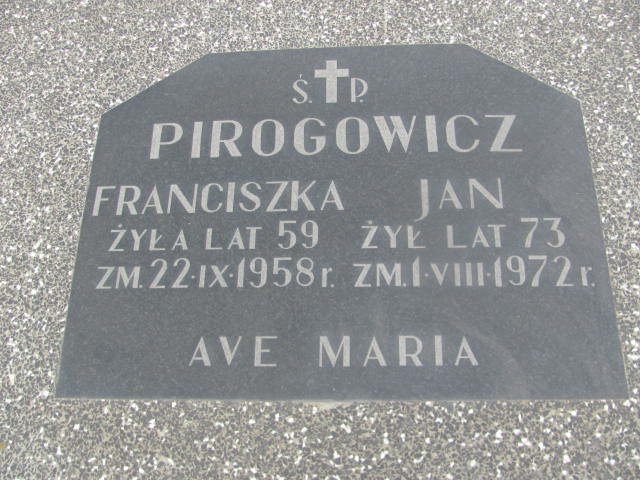 Ś. P.
PIROGOWICZ
FRANCISZKA JAN
ŻYŁA LAT 59 ŻYŁ LAT 73
ZM. 22·IX·1958 r. ZM. 1·VIII·1972 r.
AVE MARIA